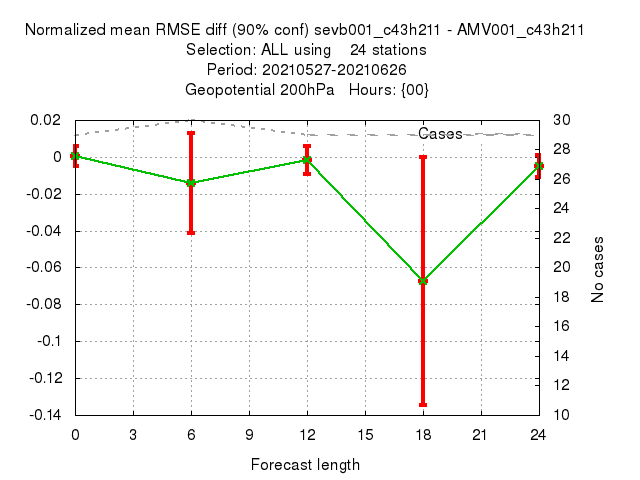 Normalized mean RMSE diff (90% conf) sevb001_c43h211 - AMV001_c43h211
Selection: ALL using    24 stations
Period: 20210527-20210626
Geopotential 200hPa   Hours: {00}
0.02
0
-0.02
-0.04
-0.06
-0.08
-0.1
-0.12
-0.14
Cases
30
28
26
24
22
20
18
16
14
12
10
No cases
0 3 6 9 12 15 18 21 24
Forecast length